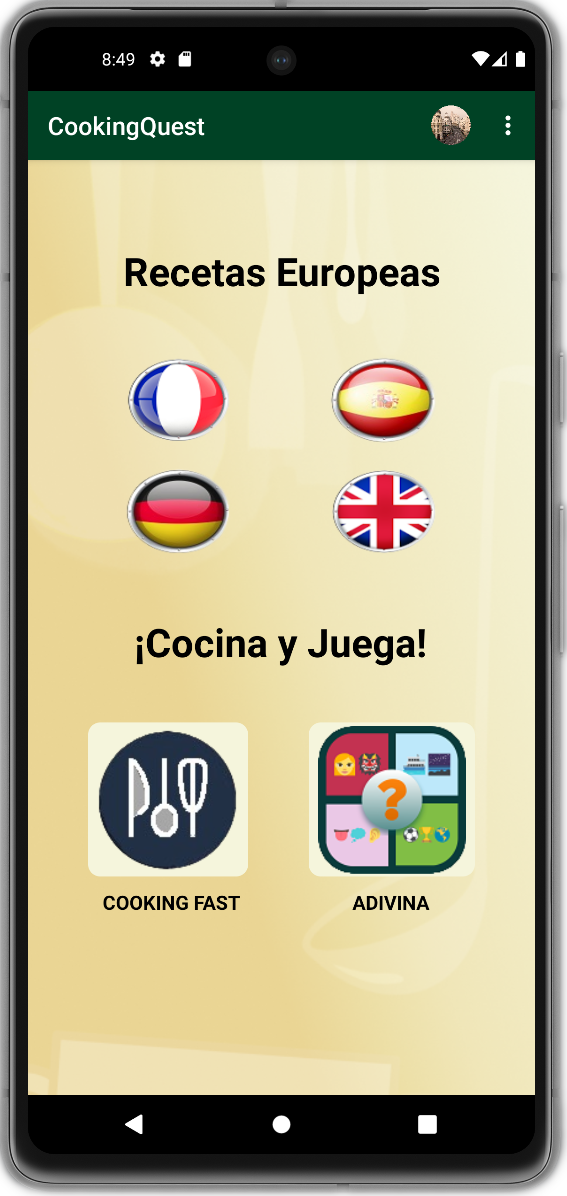 8:49
CookingQuest
Recetas Europeas
¡Cocina y Juega!
?
COOKING FAST
ADIVINA